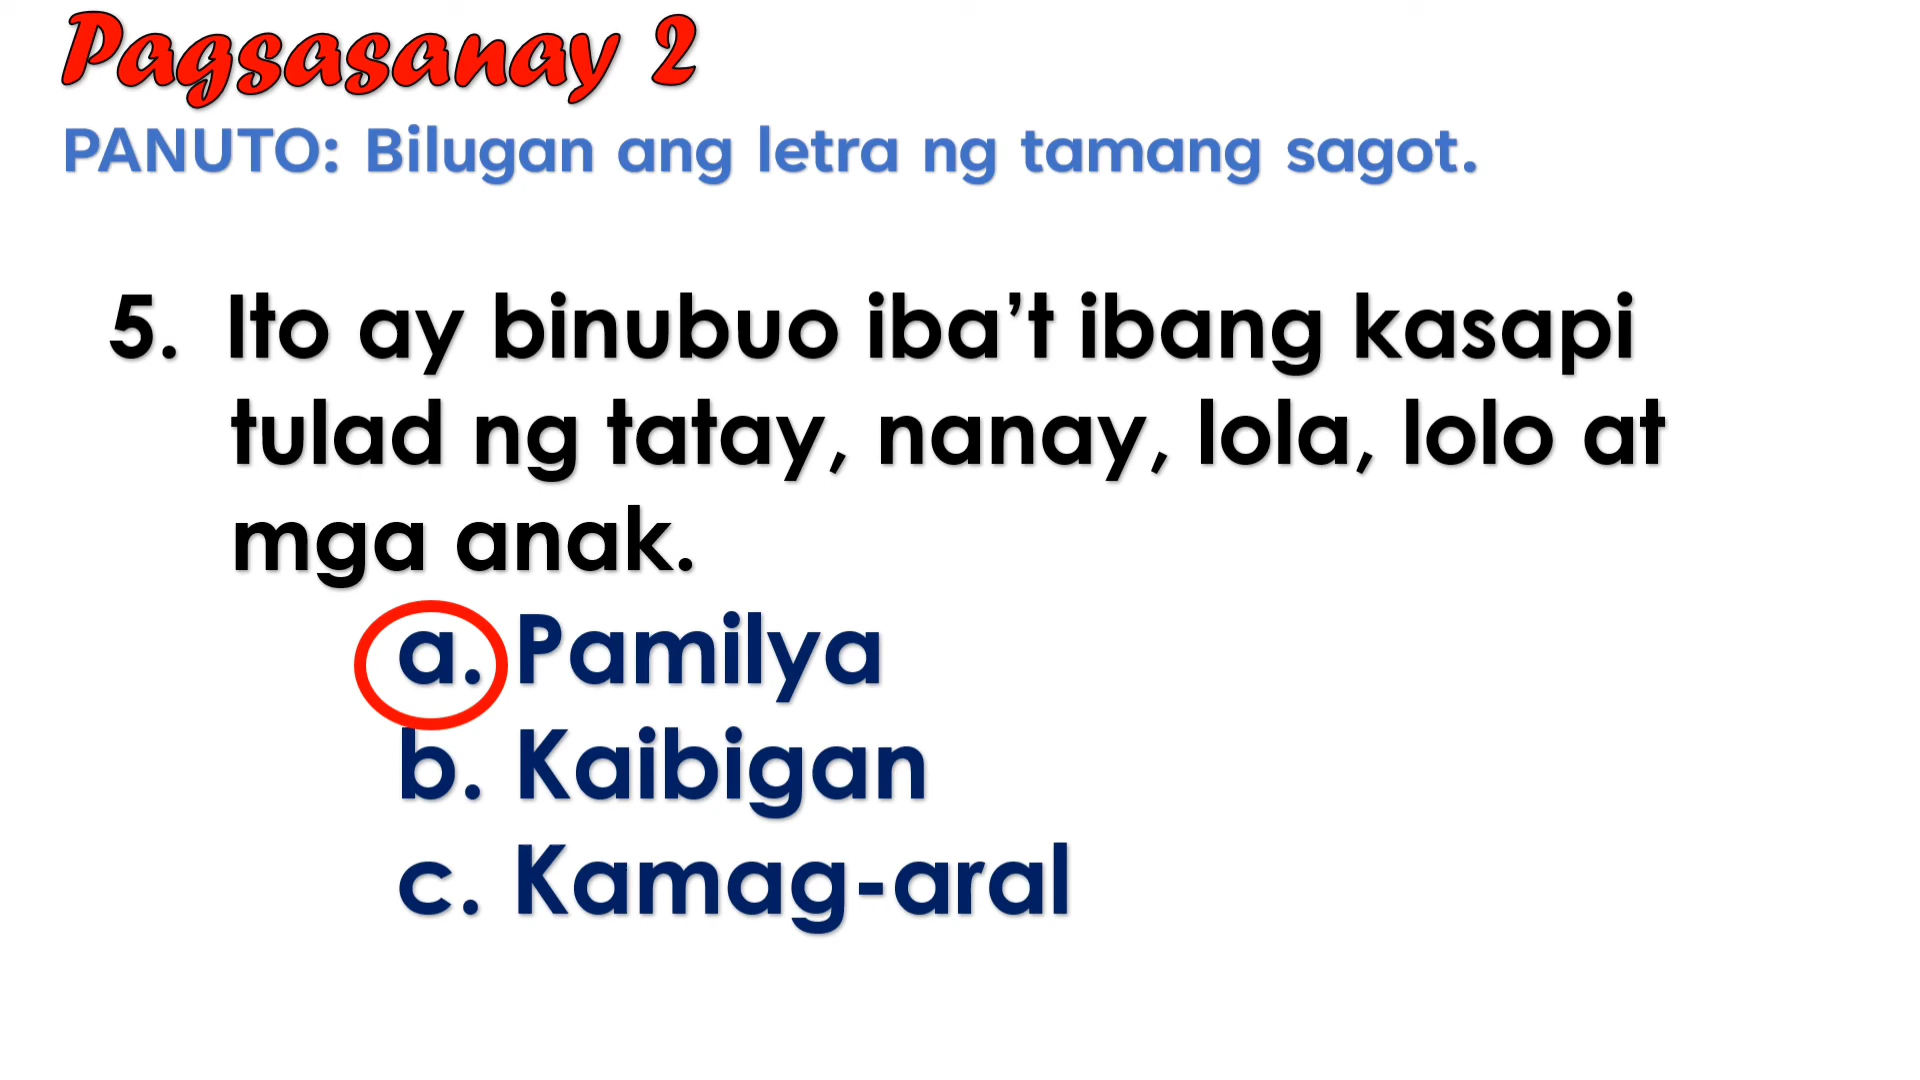 Pagsasanay 2
PANUTO: Bilugan ang letra ng tamang sagot.
5. Ito ay binubuo iba’t ibang kasapi
tulad ng tatay, nanay, lola, lolo at
mga anak.
a. Pamilya
b. Kaibigan
c. Kamag-aral